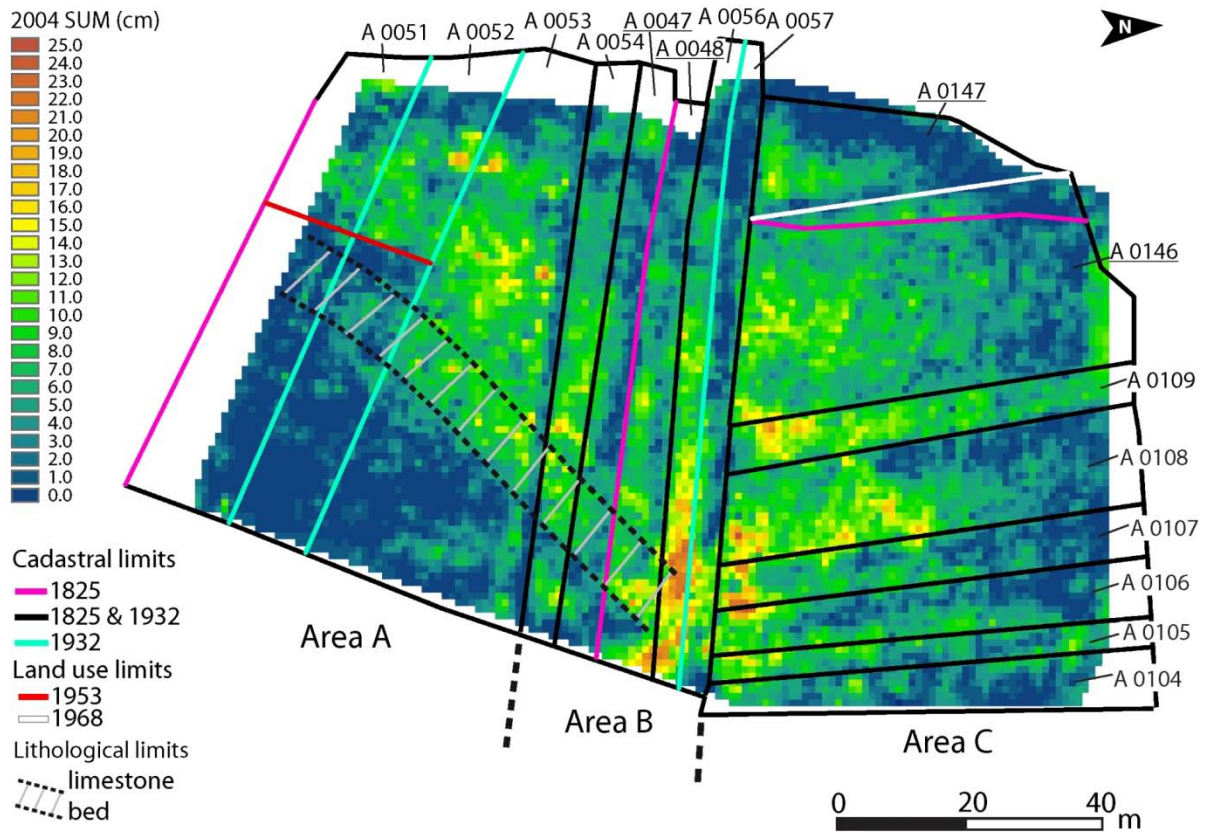 2004 SUM (cm)
25.0
24.0
23.0
22.0
21.0
20.0
19.0
18.0
17.0
16.0
15.0
14.0
13.0
12.0
11.0
10.0
9.0
8.0
7.0
6.0
5.0
4.0
3.0
2.0
1.0
0.0
Cadastral limits
1825
1825 & 1932
1932
Land use limits
1953
1968
Lithological limits
limestone
bed
A 0051
A 0052
A 0053
A 0054
A 0047
A 0048
A 0056
A 0057
N
A 0147
A 0146
A 0109
A 0108
A 0107
A 0106
A 0105
A 0104
Area A
Area B
Area C
0 20 40
m